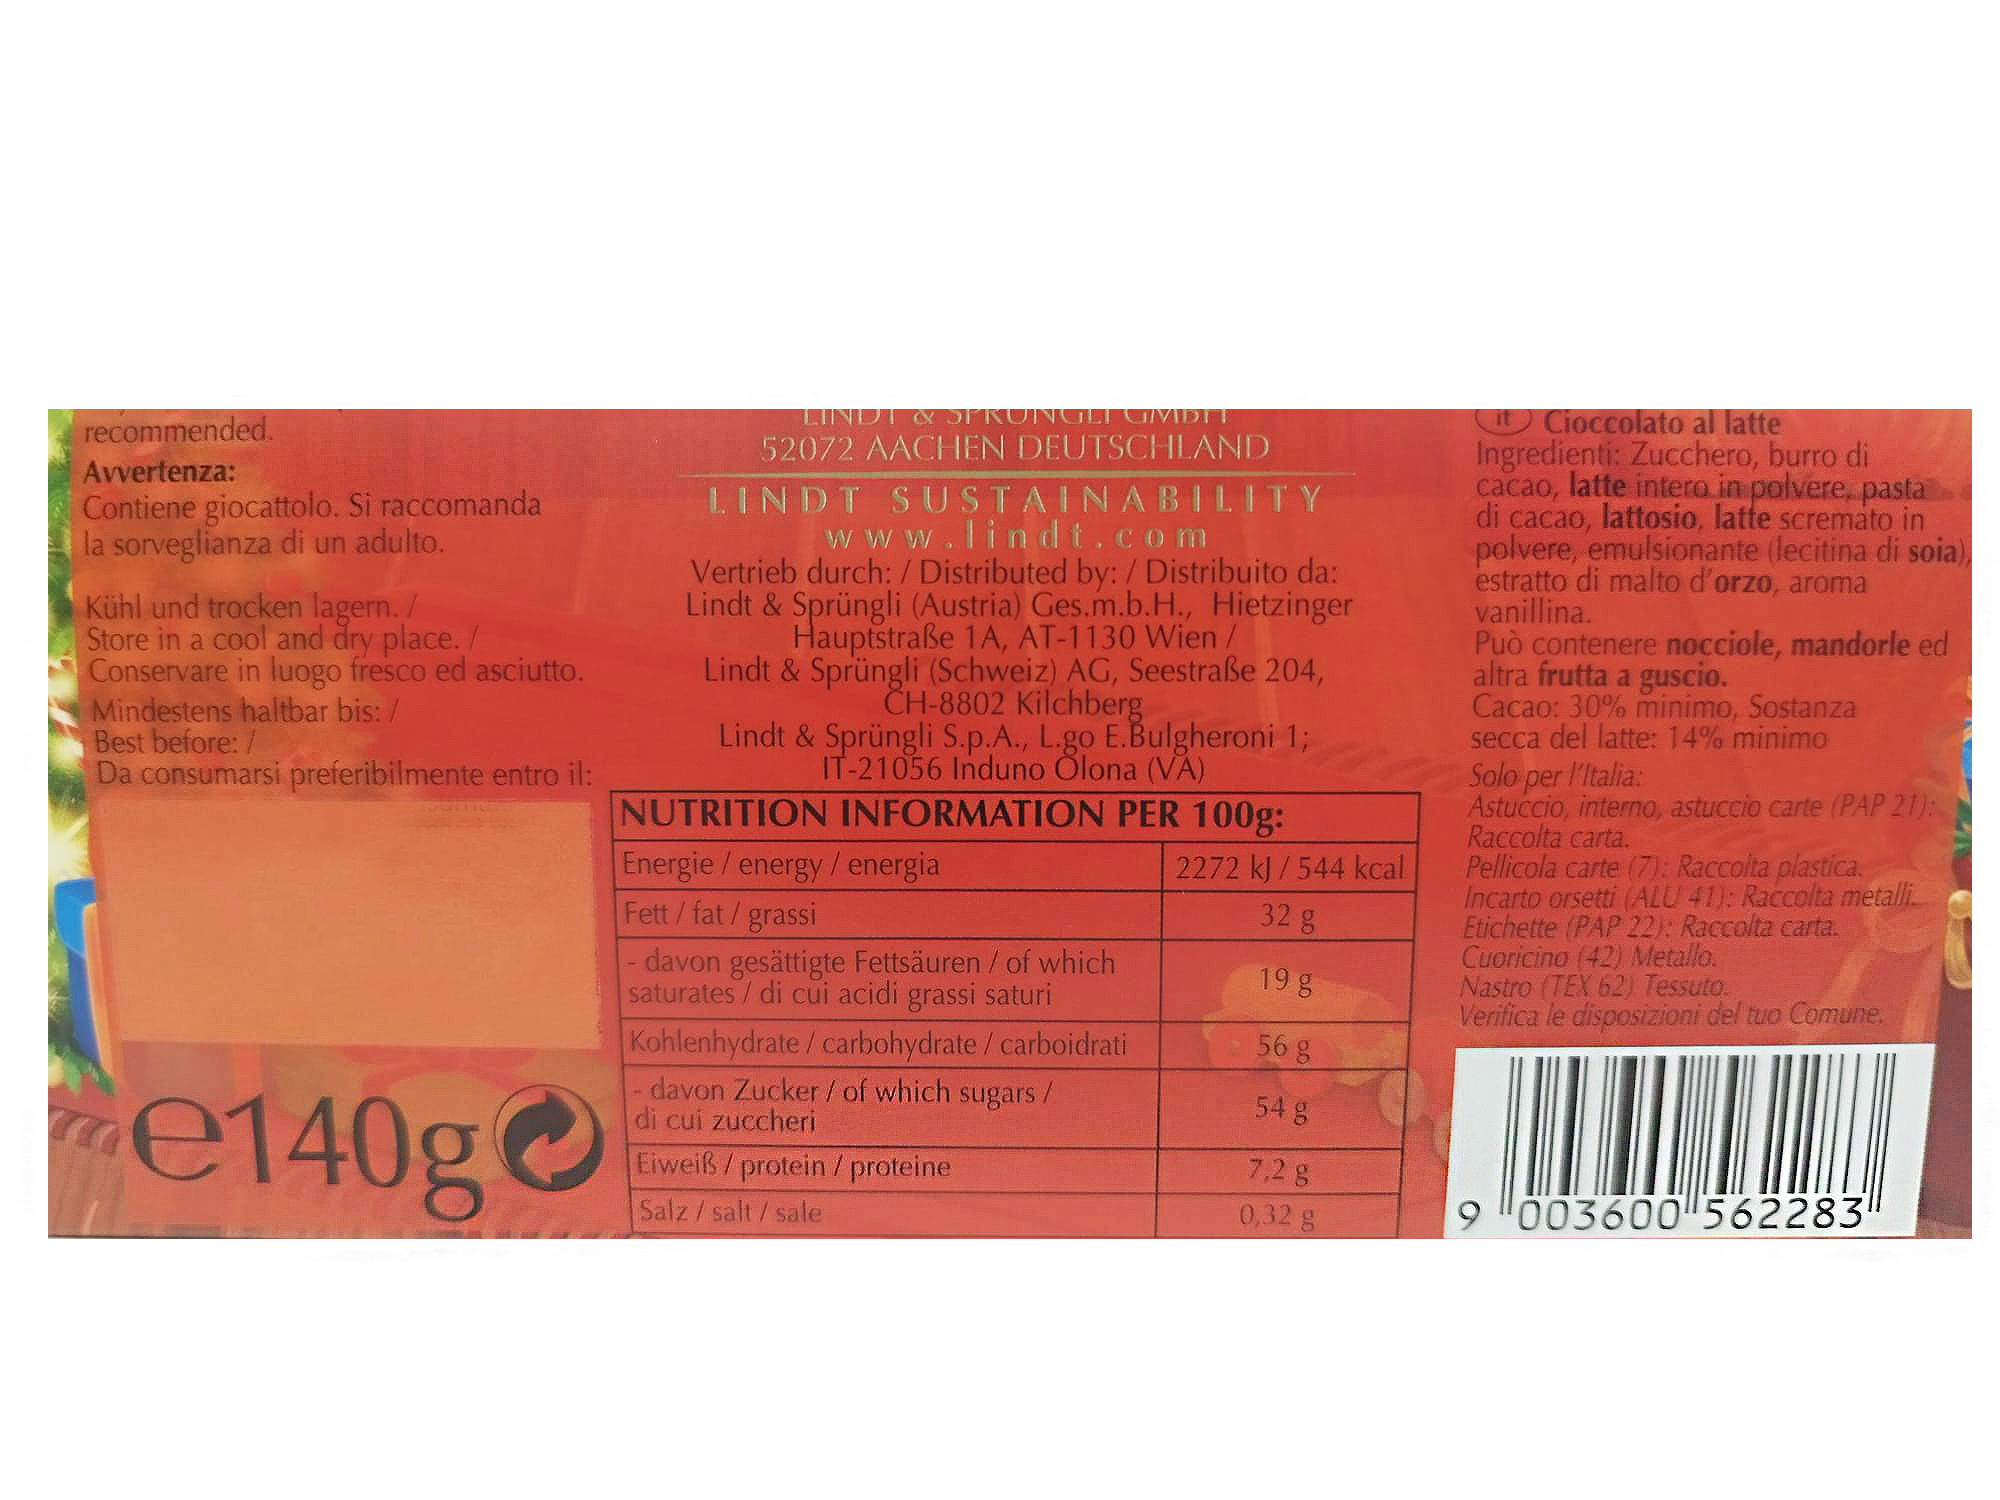 recommended.
Avvertenza:
Contiene giocattolo. Si raccomanda
la sorveglianza di un adulto.
Kühl und trocken lagern. /
Store in a cool and dry place. /
Conservare in luogo fresco ed asciutto.
Mindestens haltbar bis: /
Best before: /
Da consumarsi preferibilmente entro il:
e140g
LINDT & SPRÜNGLI GMBH
52072 AACHEN DEUTSCHLAND
LINDT SUSTAINABILITY
www.lindt.com
Vertrieb durch: / Distributed by: / Distribuito da:
Lindt & Sprüngli (Austria) Ges.m.b.H., Hietzinger
Hauptstraße 1A, AT-1130 Wien /
Lindt & Sprüngli (Schweiz) AG, Seestraße 204,
CH-8802 Kilchberg
Lindt & Sprüngli S.p.A., L.go E.Bulgheroni 1;
IT-21056 Induno Olona (VA)
NUTRITION INFORMATION PER 100g:
Energie / energy / energia 2272 kJ / 544 kcal
Fett / fat / grassi 32 g
- davon gesättigte Fettsäuren / of which
saturates / di cui acidi grassi saturi 19 g
Kohlenhydrate / carbohydrate / carboidrati 56 g
- davon Zucker / of which sugars /
di cui zuccheri 54 g
Eiweiß / protein / proteine 7,2 g
Salz / salt / sale 0,32 g
it Cioccolato al latte
Ingredienti: Zucchero, burro di
cacao, latte intero in polvere, pasta
di cacao, lattosio, latte scremato in
polvere, emulsionante (lecitina di soia),
estratto di malto d'orzo, aroma
vanillina.
Può contenere nocciole, mandorle ed
altra frutta a guscio.
Cacao: 30% minimo, Sostanza
secca del latte: 14% minimo
Solo per l'Italia:
Astuccio, interno, astuccio carte (PAP 21):
Raccolta carta.
Pellicola carte (7): Raccolta plastica.
Incarto orsetti (ALU 41): Raccolta metalli.
Etichette (PAP 22): Raccolta carta.
Cuoricino (42) Metallo.
Nastro (TEX 62) Tessuto.
Verifica le disposizioni del tuo Comune.
9 003600 562283